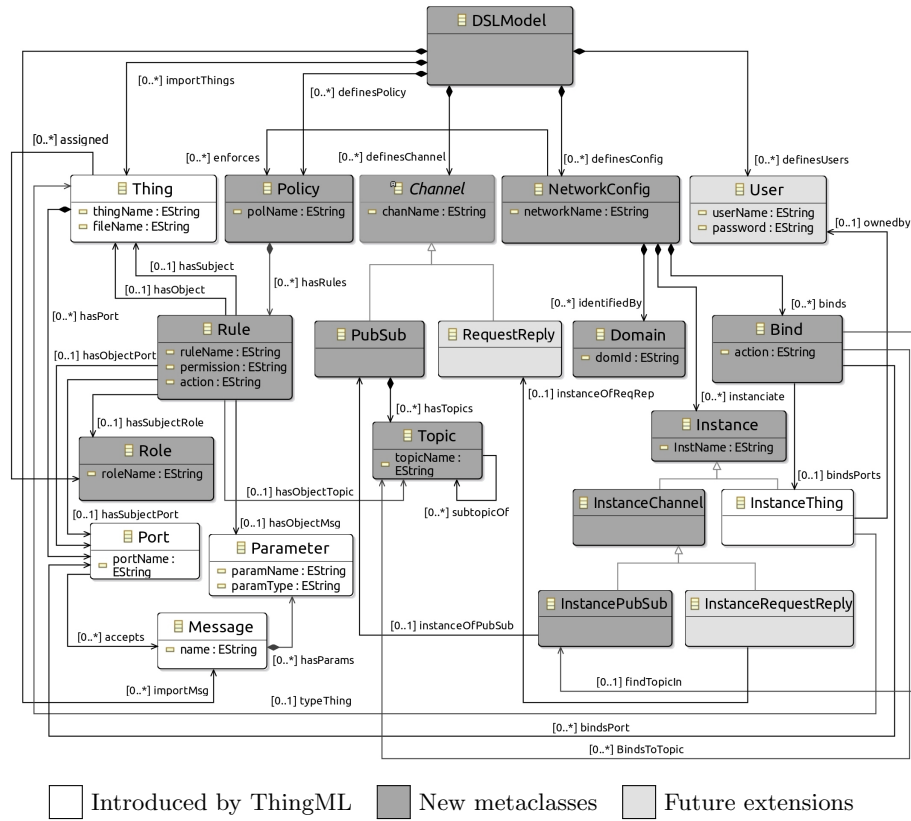 DSLModel
[0..*] importThings
[0..*] definesPolicy
[0..*] assigned
[0..*] enforces
[0..*] definesChannel
[0..*] definesConfig
[0..*] definesUsers
Thing
thingName : EString
fileName : EString
Policy
polName : EString
Channel
chanName : EString
NetworkConfig
networkName : EString
User
userName : EString
password : EString
[0..1] ownedby
[0..1] hasSubject
[0..1] hasObject
[0..*] hasRules
[0..*] hasPort
[0..*] identifiedBy
[0..*] binds
Rule
ruleName : EString
permission : EString
action : EString
PubSub
RequestReply
Domain
domId : EString
Bind
action : EString
[0..1] hasObjectPort
[0..1] instanceOfReqRep
[0..*] instanciate
[0..1] hasSubjectRole
[0..*] hasTopics
Role
roleName : EString
Topic
topicName :
EString
Instance
InstName : EString
[0..1] bindsPorts
[0..1] hasObjectTopic
[0..*] subtopicOf
InstanceChannel
InstanceThing
[0..1] hasSubjectPort
[0..1] hasObjectMsg
Port
portName :
EString
Parameter
paramName : EString
paramType : EString
InstancePubSub
InstanceRequestReply
Message
name : EString
[0..*] accepts
[0..*] hasParams
[0..1] instanceOfPubSub
[0..*] importMsg
[0..1] typeThing
[0..1] findTopicIn
[0..*] bindsPort
[0..*] BindsToTopic
Introduced by ThingML
New metaclasses
Future extensions